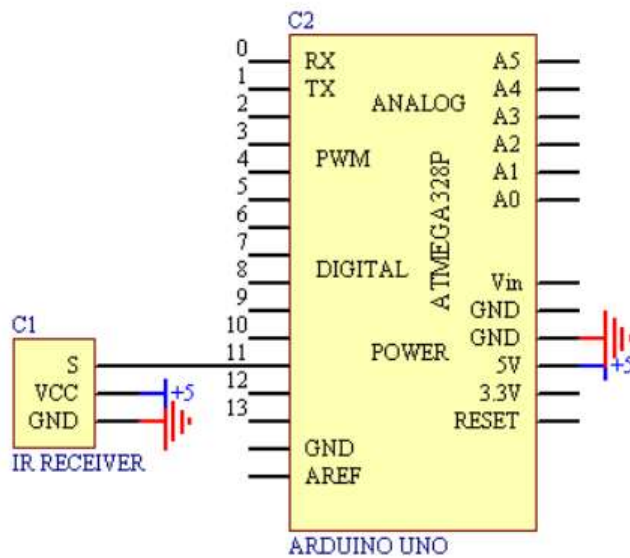 C2
0 RX A5
1 TX A4
2 ANALOG A3
3 A2
4 PWM A1
5 A0
6
7
8 DIGITAL Vin
9 GND
10 GND
11 POWER 5V +5
12 3.3V
13 RESET
GND
AREF
ATMEGA328P
ARDUINO UNO
C1
S
VCC +5
GND
IR RECEIVER